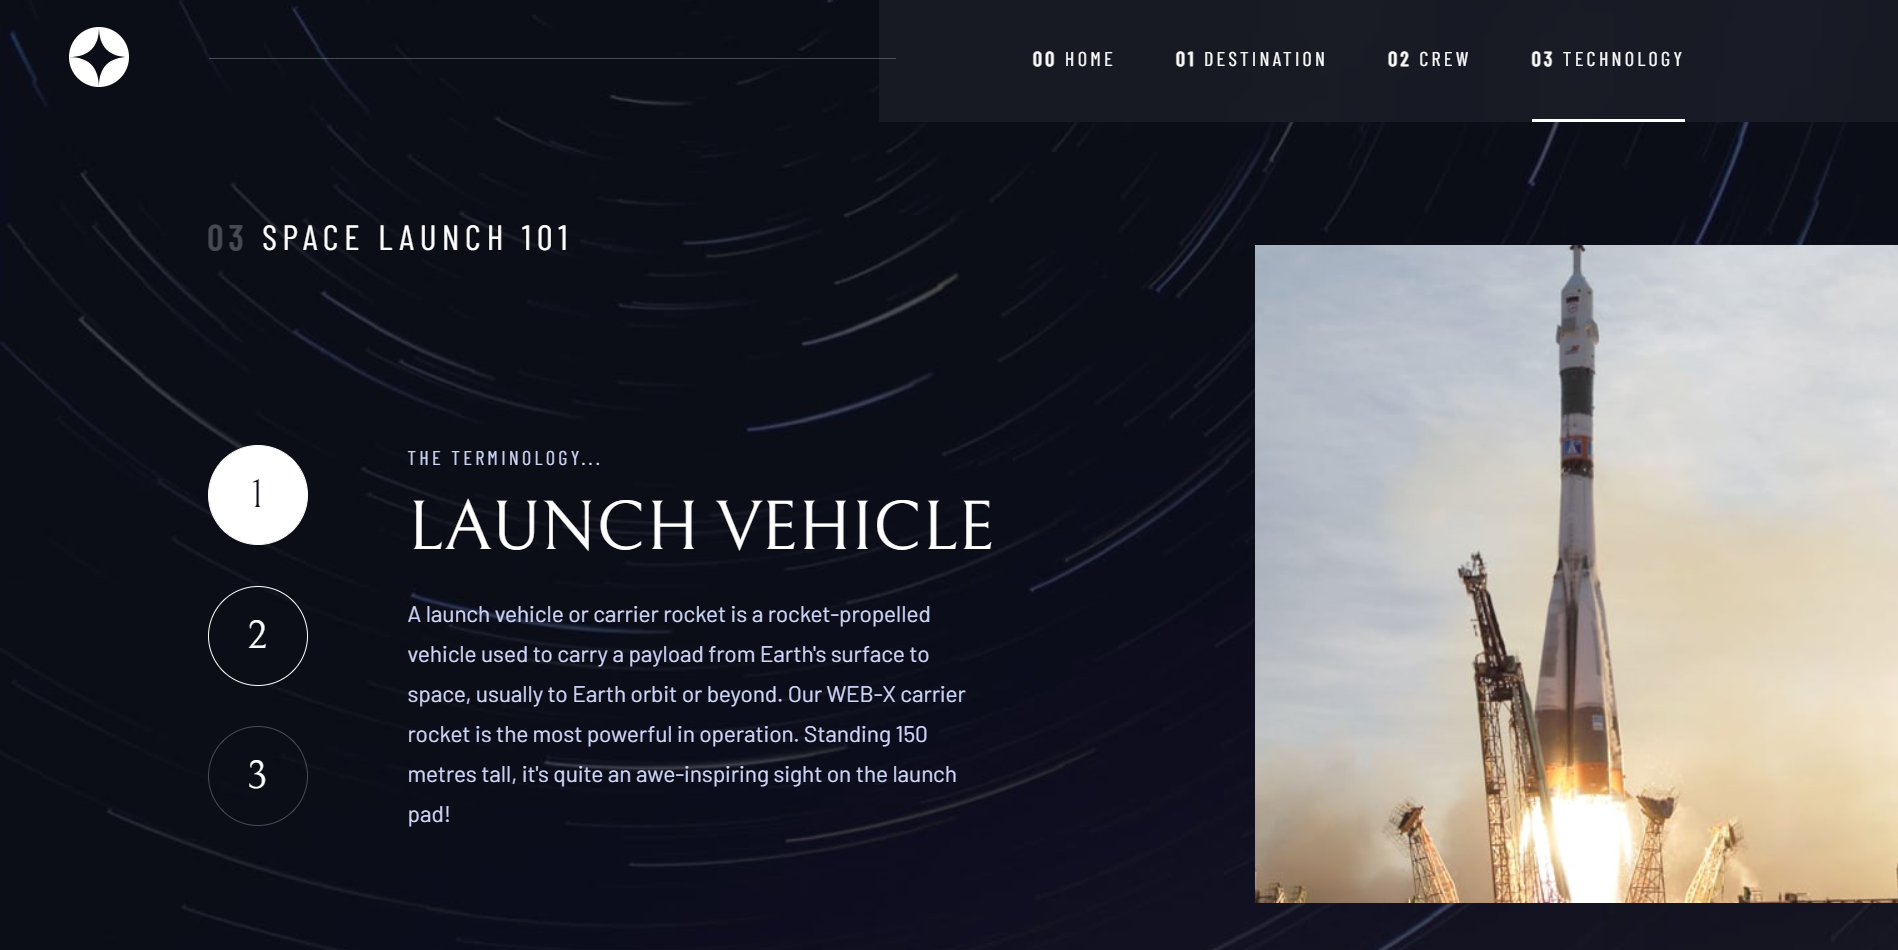 00 HOME
01 DESTINATION
02 CREW
03 TECHNOLOGY
03 SPACE LAUNCH 101
1
2
3
THE TERMINOLOGY...
LAUNCH VEHICLE
A launch vehicle or carrier rocket is a rocket-propelled
vehicle used to carry a payload from Earth's surface to
space, usually to Earth orbit or beyond. Our WEB-X carrier
rocket is the most powerful in operation. Standing 150
metres tall, it's quite an awe-inspiring sight on the launch
pad!